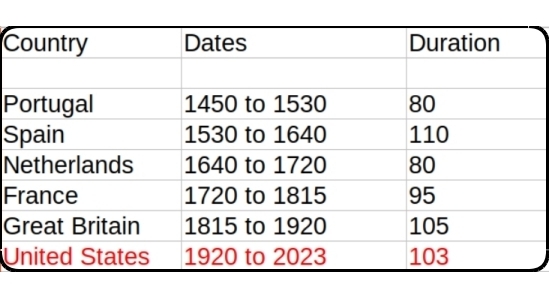 Country Dates Duration
Portugal 1450 to 1530 80
Spain 1530 to 1640 110
Netherlands 1640 to 1720 80
France 1720 to 1815 95
Great Britain 1815 to 1920 105
United States 1920 to 2023 103